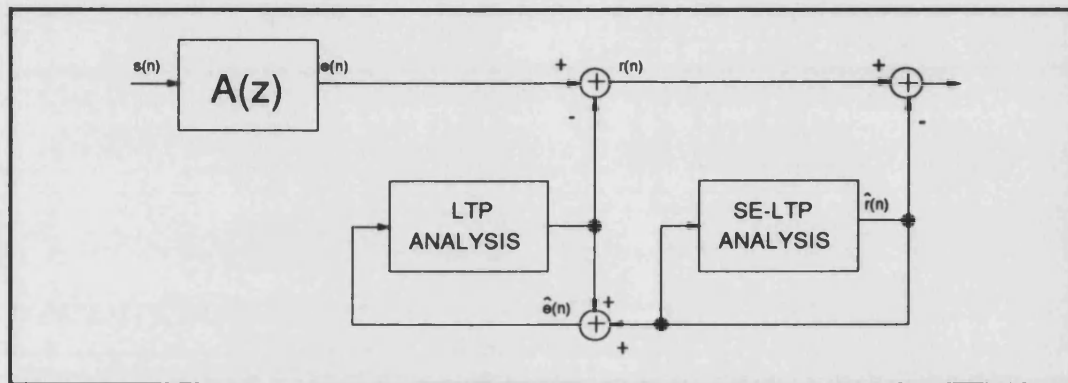 s(n)
A(z)
e(n)
+
+
r(n)
-
+
+
-
LTP
ANALYSIS
SE-LTP
ANALYSIS
r̂(n)
ê(n)
+
+
+